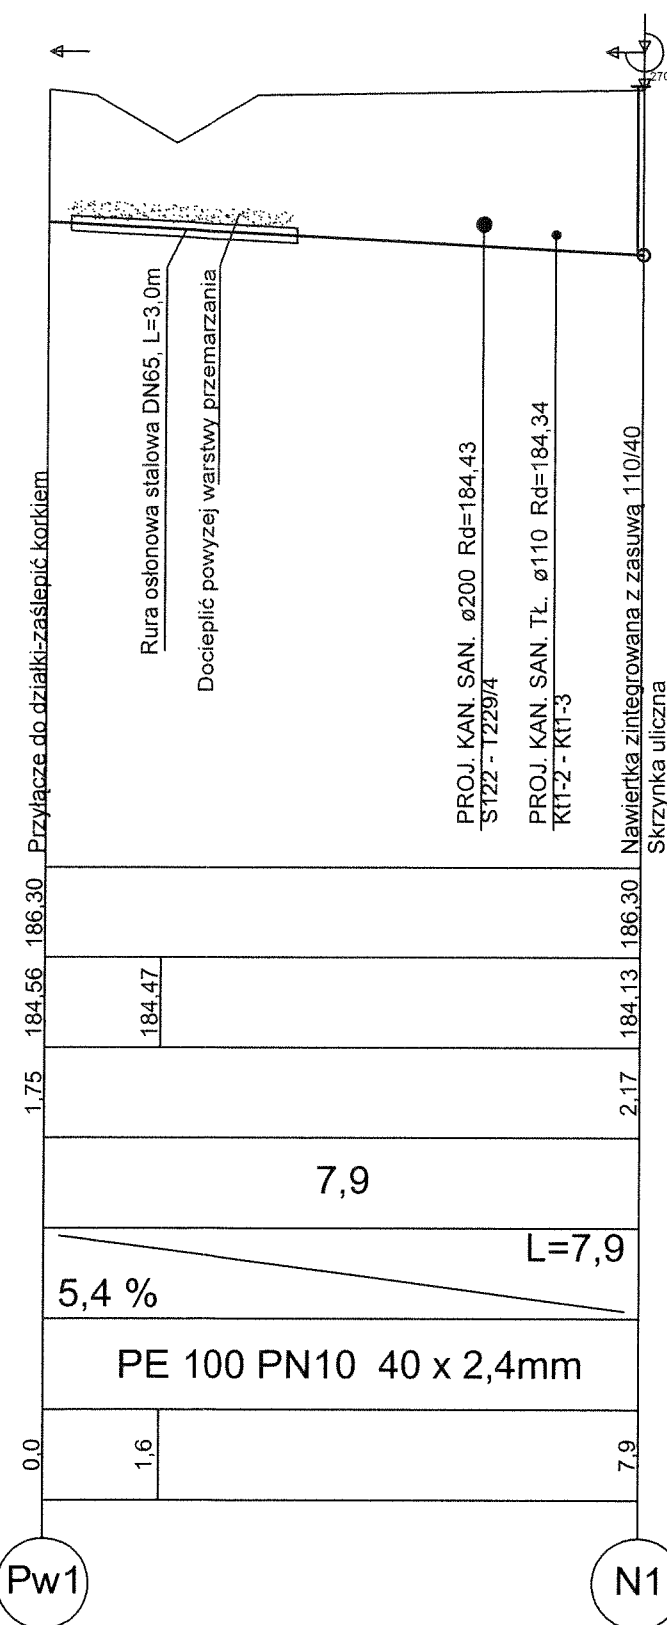 270
Rura osłonowa stalowa DN65, L=3,0m
Docieplić powyzej warstwy przemarzania
Przyłącze do działki-zaślepić korkiem
PROJ. KAN. SAN. ø200 Rd=184,43
S122 - T229/4
PROJ. KAN. SAN. TŁ. ø110 Rd=184,34
Kt1-2 - Kt1-3
Nawiertka zintegrowana z zasuwą 110/40
Skrzynka uliczna
186,30
186,30
184,56
184,47
184,13
1,75
2,17
7,9
L=7,9
5,4 %
PE 100 PN10 40 x 2,4mm
0,0
1,6
7,9
Pw1
N1